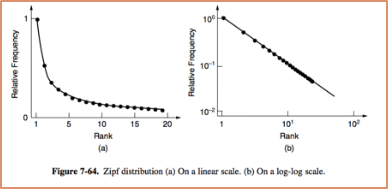 1
Relative Frequency
0
1
5
10
15
20
Rank
(a)
10⁰
Relative Frequency
10⁻¹
10⁻²
1
10¹
10²
Rank
(b)
Figure 7-64. Zipf distribution (a) On a linear scale. (b) On a log-log scale.